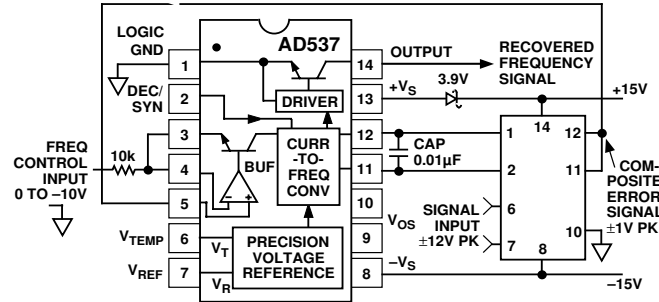 LOGIC
GND
AD537
1
14
OUTPUT
RECOVERED
FREQUENCY
SIGNAL
DEC/
SYN
2
DRIVER
13
+VS
3.9V
+15V
FREQ
CONTROL
INPUT
0 TO –10V
10k
3
4
5
BUF
CURR
-TO-
FREQ
CONV
12
11
CAP
0.01µF
1
2
14
12
11
COM-
POSITE
ERROR
SIGNAL
±1V PK
10
VOS
9
SIGNAL
INPUT
±12V PK
6
7
10
8
VTEMP
6
VT
PRECISION
VOLTAGE
REFERENCE
VREF
7
VR
8
–VS
–15V
– +